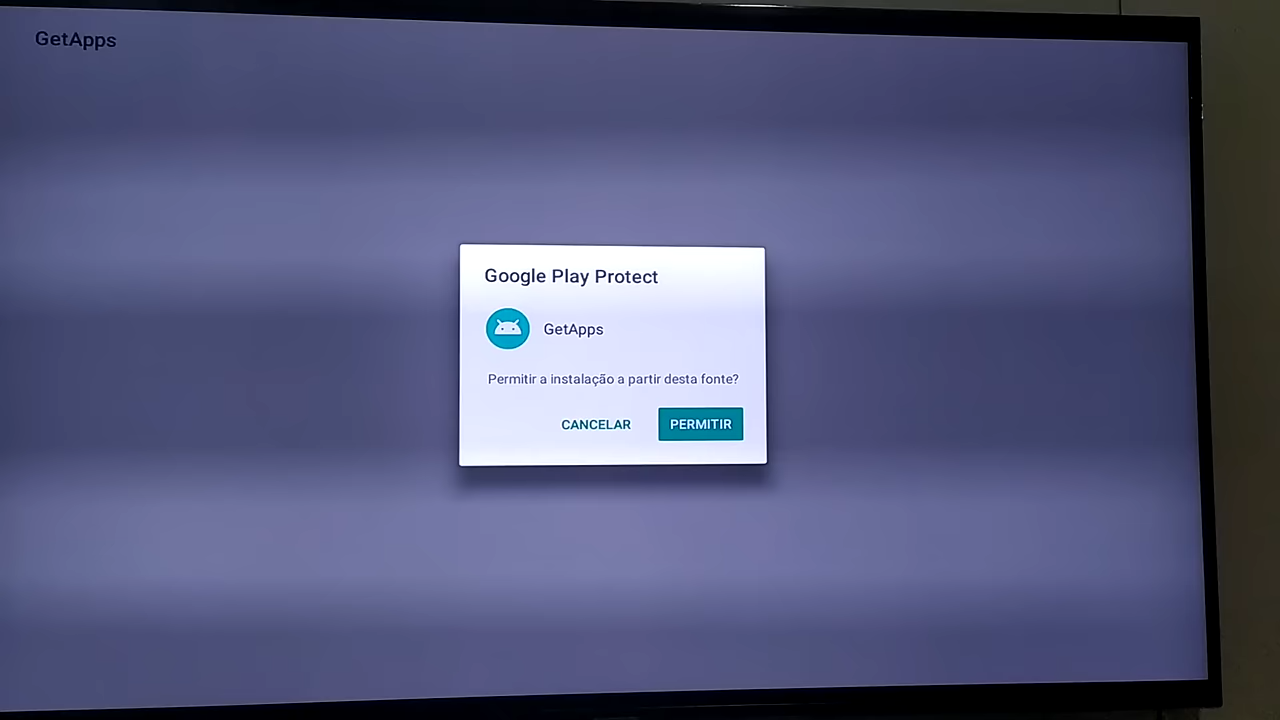 GetApps
Google Play Protect
GetApps
Permitir a instalação a partir desta fonte?
CANCELAR PERMITIR